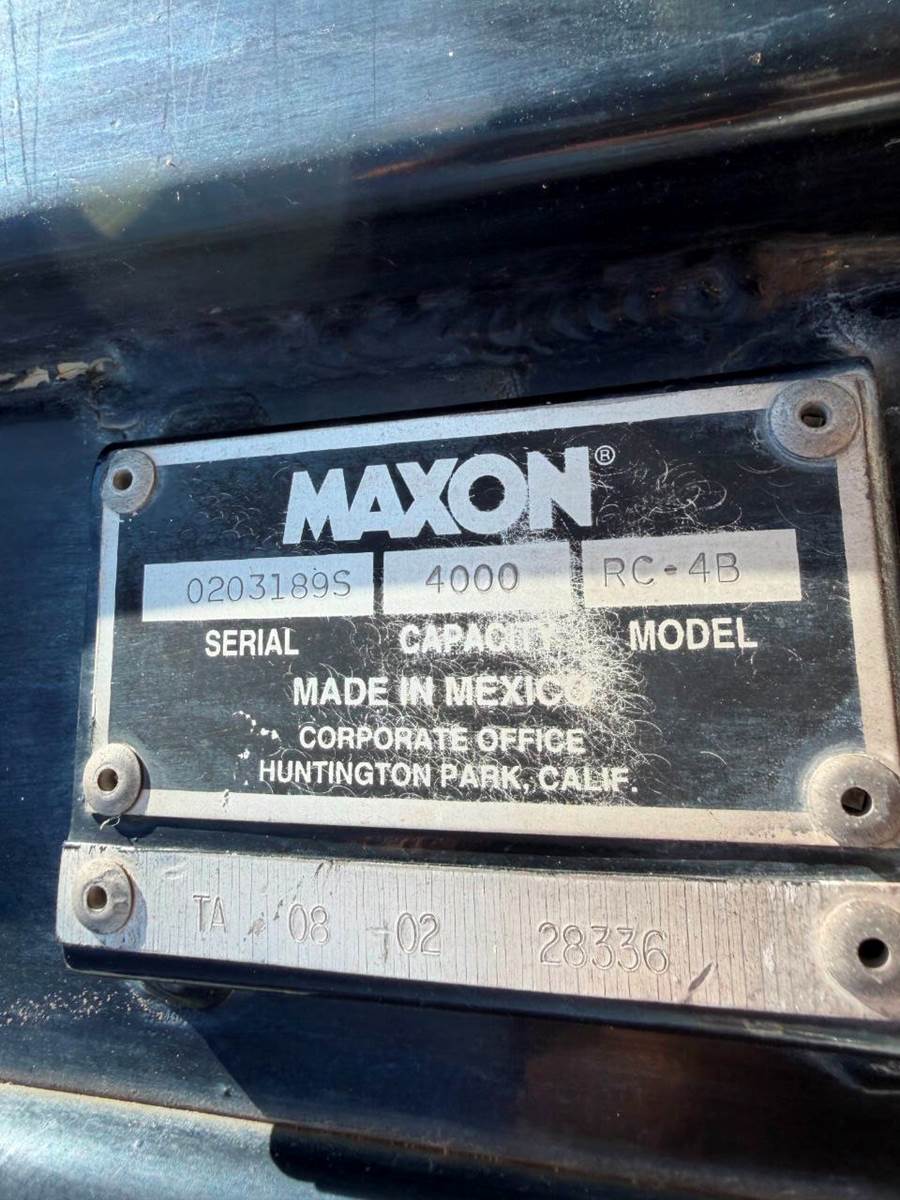 MAXON®
0203189S 4000 RC-4B
SERIAL CAPACITY MODEL
MADE IN MEXICO
CORPORATE OFFICE
HUNTINGTON PARK, CALIF.
TA 08 02 28336